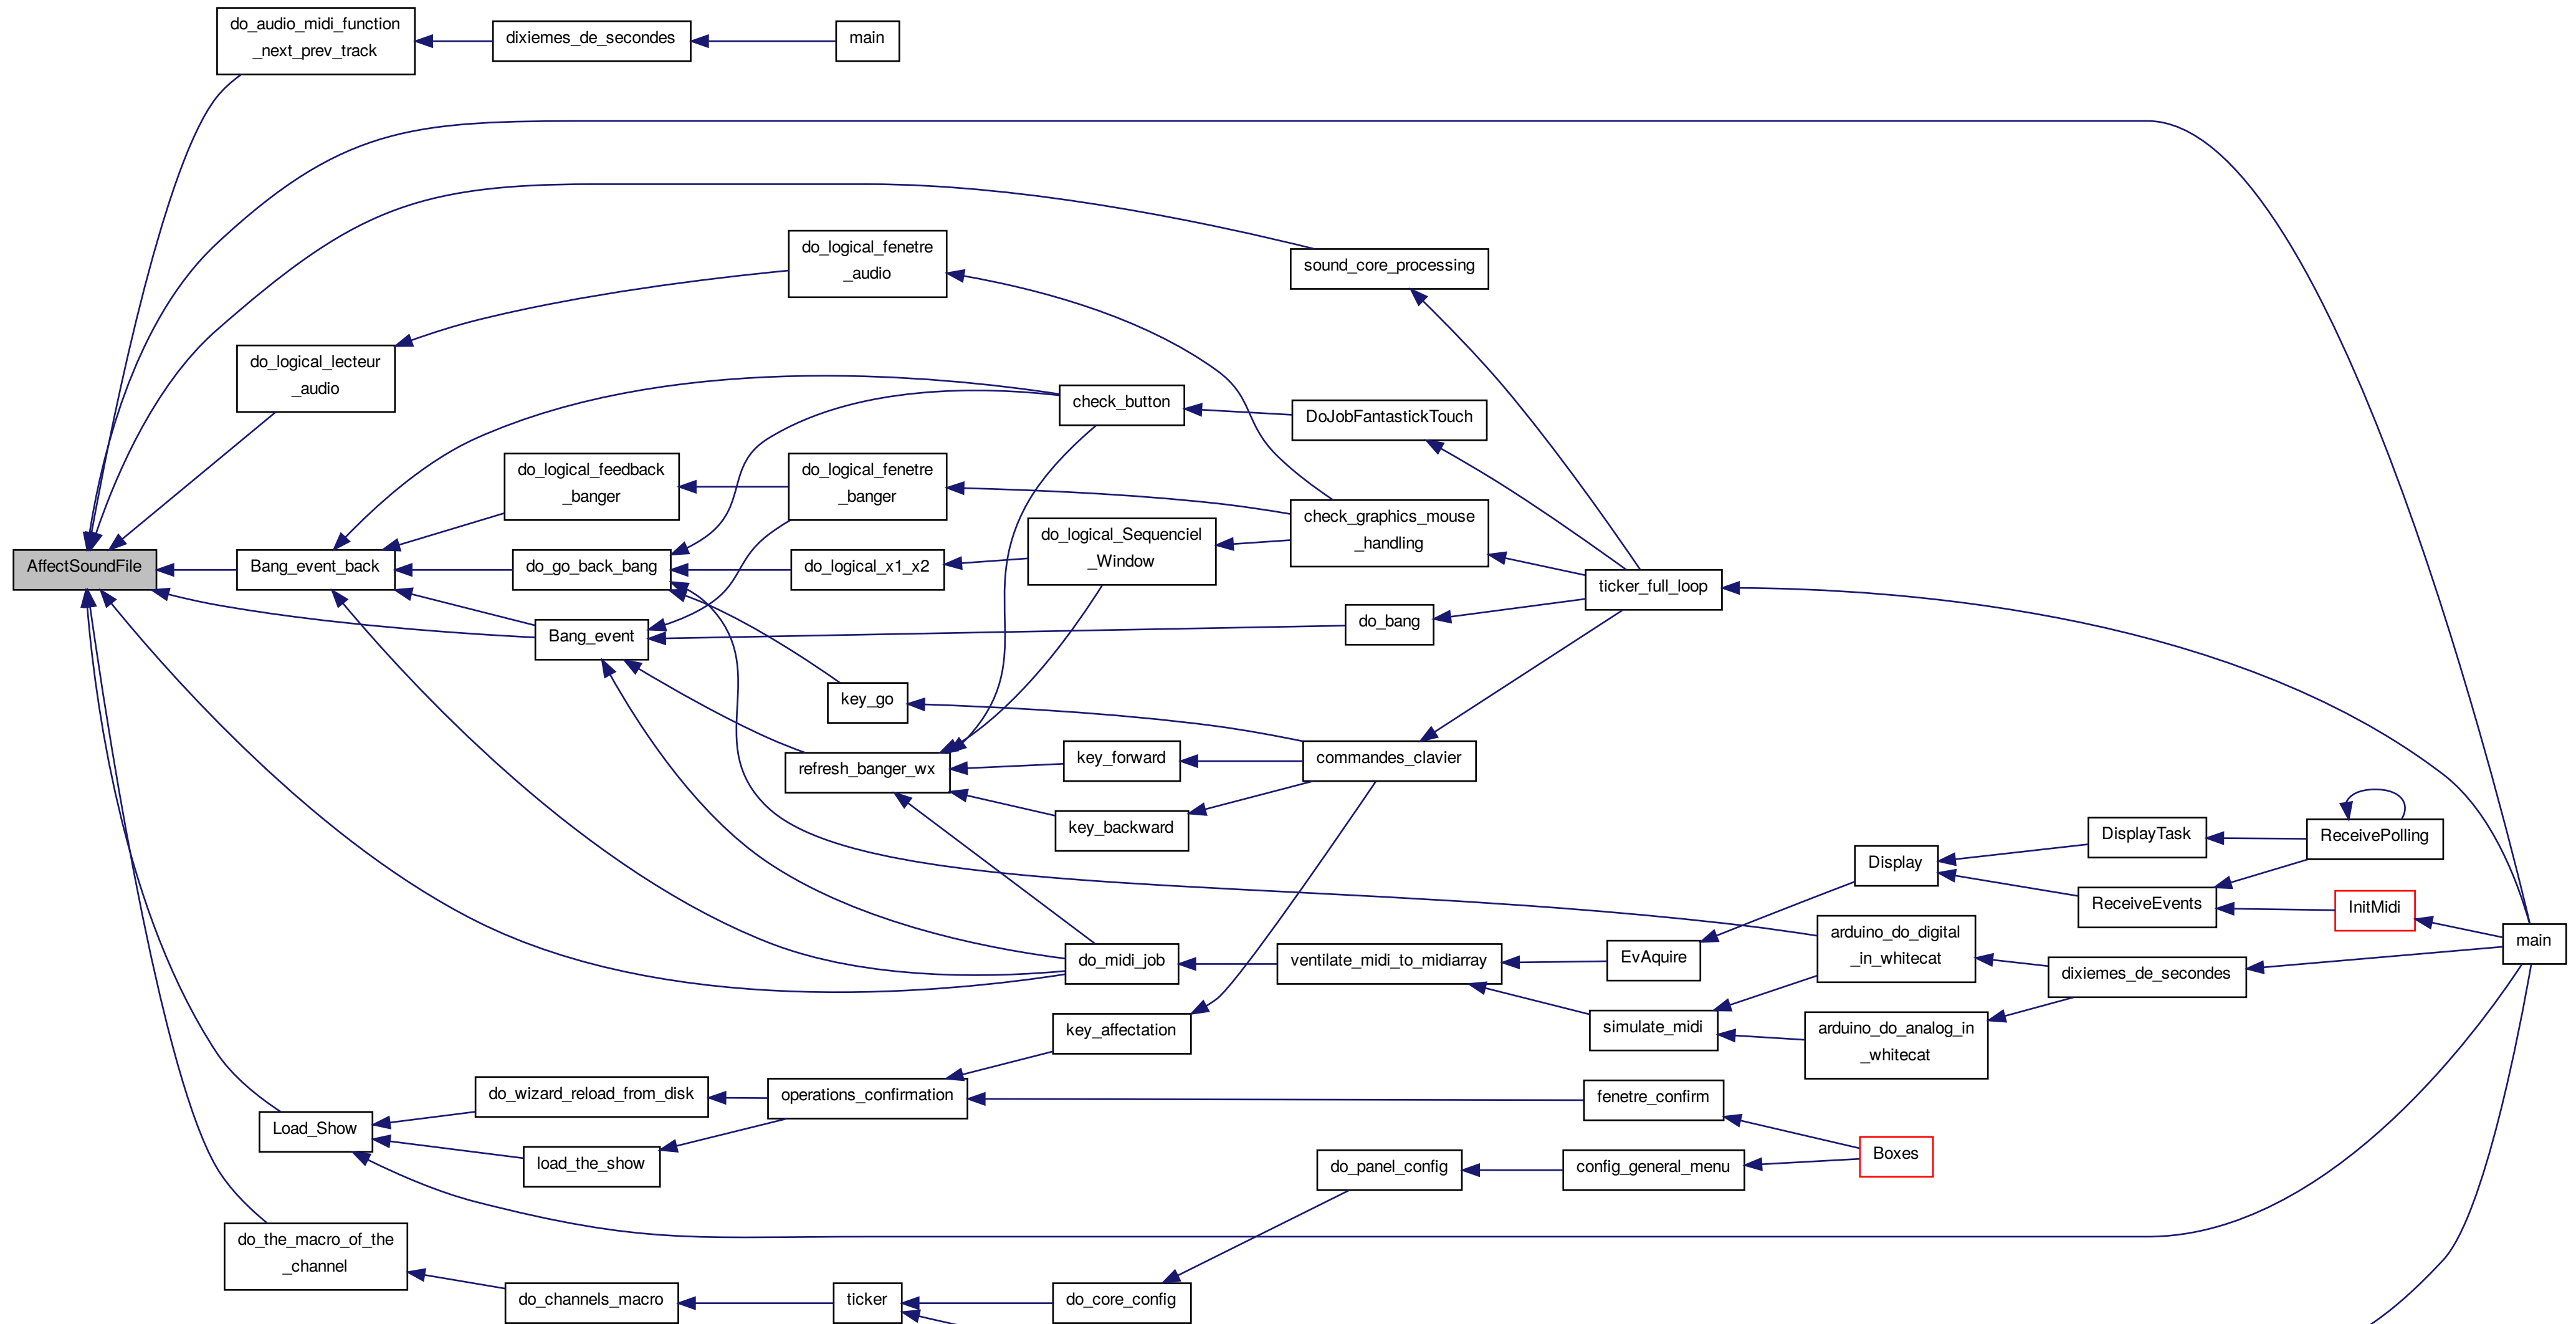 do_audio_midi_function
_next_prev_track
dixiemes_de_secondes
main
do_logical_fenetre
_audio
sound_core_processing
do_logical_lecteur
_audio
check_button
DoJobFantastickTouch
do_logical_feedback
_banger
do_logical_fenetre
_banger
check_graphics_mouse
_handling
do_logical_Sequenciel
_Window
AffectSoundFile
Bang_event_back
do_go_back_bang
do_logical_x1_x2
ticker_full_loop
do_bang
Bang_event
key_go
refresh_banger_wx
key_forward
commandes_clavier
key_backward
DisplayTask
ReceivePolling
Display
ReceiveEvents
InitMidi
arduino_do_digital
_in_whitecat
main
do_midi_job
ventilate_midi_to_midiarray
EvAquire
dixiemes_de_secondes
key_affectation
simulate_midi
arduino_do_analog_in
_whitecat
do_wizard_reload_from_disk
operations_confirmation
fenetre_confirm
Load_Show
load_the_show
do_panel_config
config_general_menu
Boxes
do_the_macro_of_the
_channel
do_channels_macro
ticker
do_core_config